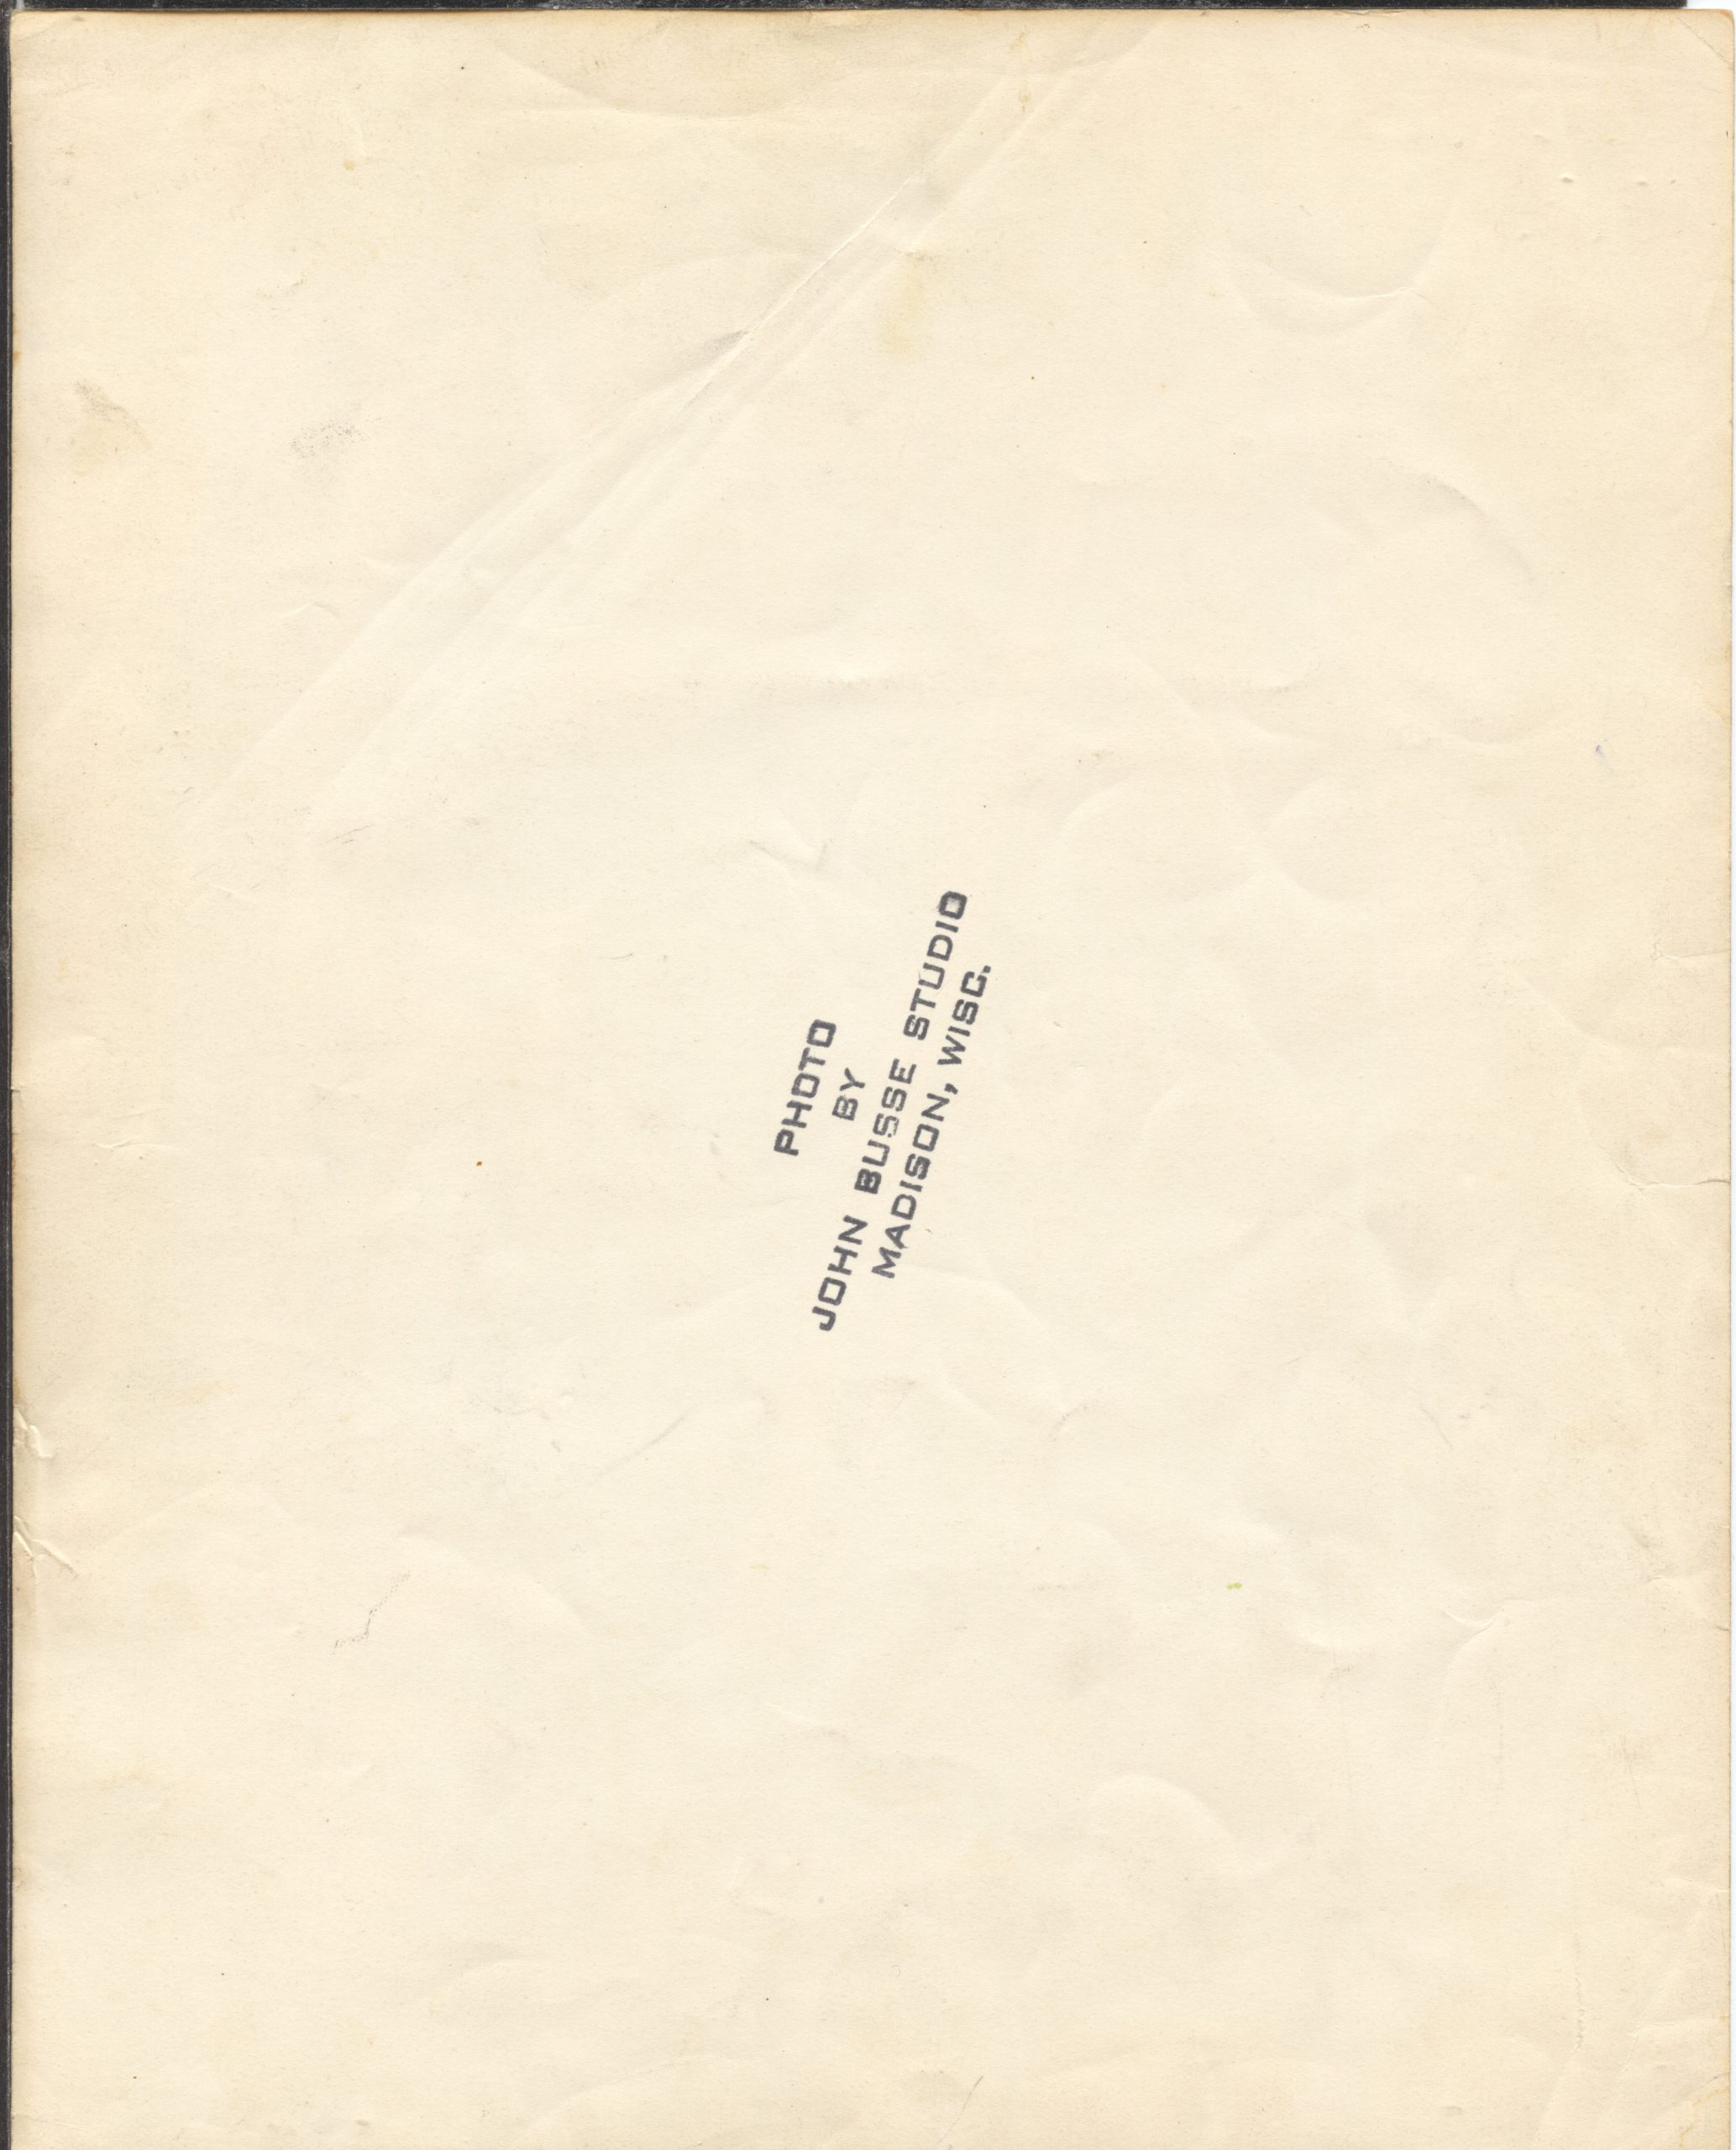 PHOTO
BY
JOHN BUSSE STUDIO
MADISON, WISC.